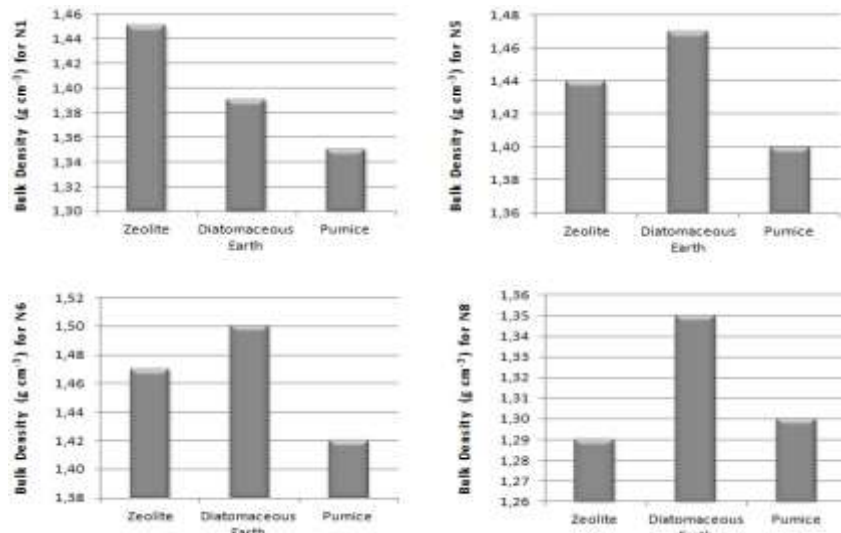 Bulk Density (g cm⁻³) for N1
1,46
1,44
1,42
1,40
1,38
1,36
1,34
1,32
1,30
Zeolite Diatomaceous Pumice
Earth
Bulk Density (g cm⁻³) for N5
1,48
1,46
1,44
1,42
1,40
1,38
1,36
Zeolite Diatomaceous Pumice
Earth
Bulk Density (g cm⁻³) for N6
1,52
1,50
1,48
1,46
1,44
1,42
1,40
1,38
Zeolite Diatomaceous Pumice
Earth
Bulk Density (g cm⁻³) for N8
1,36
1,35
1,34
1,33
1,32
1,31
1,30
1,29
1,28
1,27
1,26
Zeolite Diatomaceous Pumice
Earth